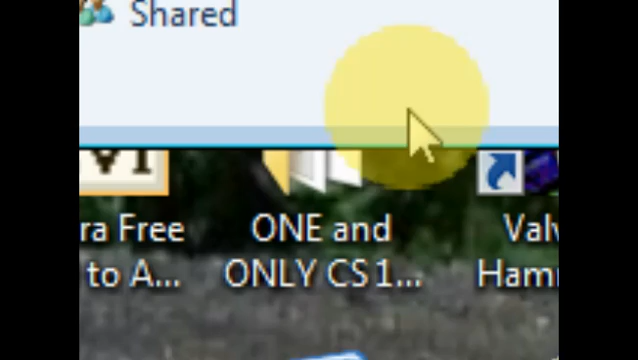 Shared
ra Free
to A...
ONE and
ONLY CS 1...
Valv
Hamm